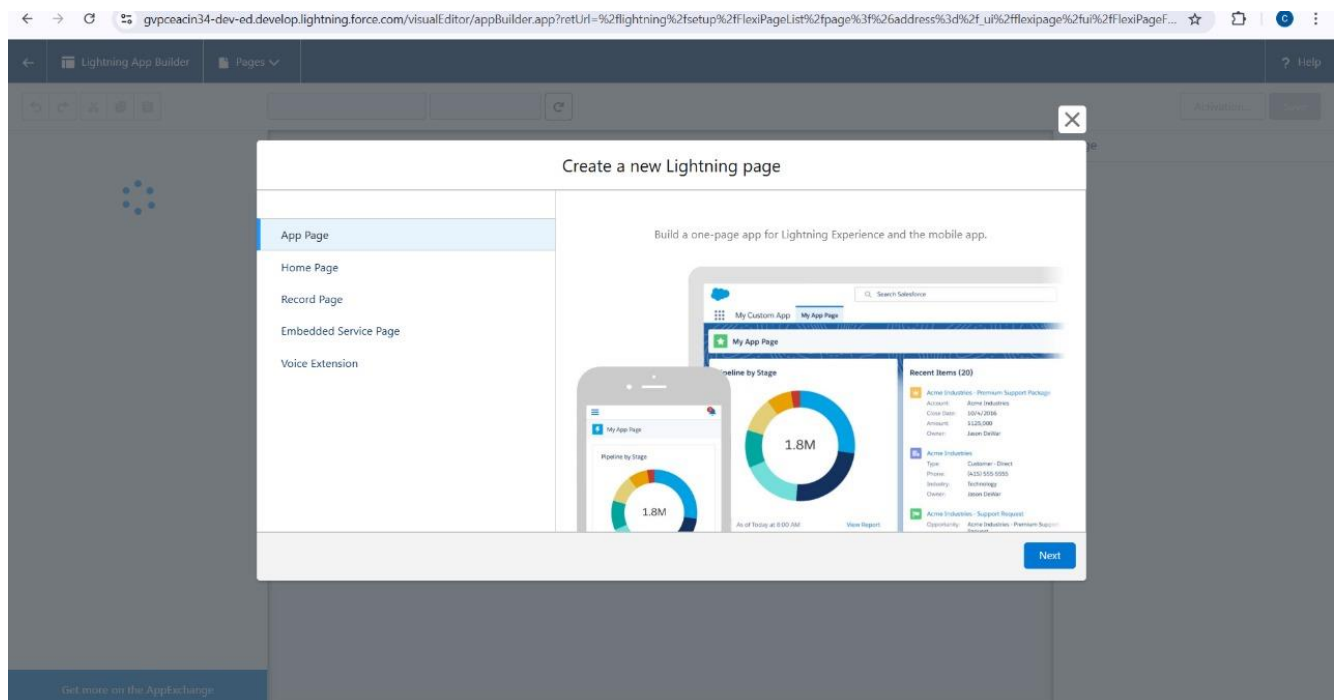 gvpceacin34-dev-ed.develop.lightning.force.com/visualEditor/appBuilder.app?retUrl=%2flightning%2fsetup%2fFlexiPageList%2fpage%3f%26address%3d%2f_ui%2fflexipage%2fui%2fFlexiPageF...
C
Lightning App Builder
Pages
? Help
Activation...
Save
Create a new Lightning page
App Page
Home Page
Record Page
Embedded Service Page
Voice Extension
Build a one-page app for Lightning Experience and the mobile app.
Search Salesforce
My Custom App
My App Page
My App Page
Pipeline by Stage
1.8M
As of Today at 8:00 AM
View Report
Recent Items (20)
Acme Industries - Premium Support Package
Account: Acme Industries
Close Date: 10/4/2016
Amount: $125,000
Owner: Jason DeWar
Acme Industries
Type: Customer - Direct
Phone: (415) 555-5555
Industry: Technology
Owner: Jason DeWar
Acme Industries - Support Request
Opportunity: Acme Industries - Premium Support
My App Page
Pipeline by Stage
1.8M
Next
Get more on the AppExchange